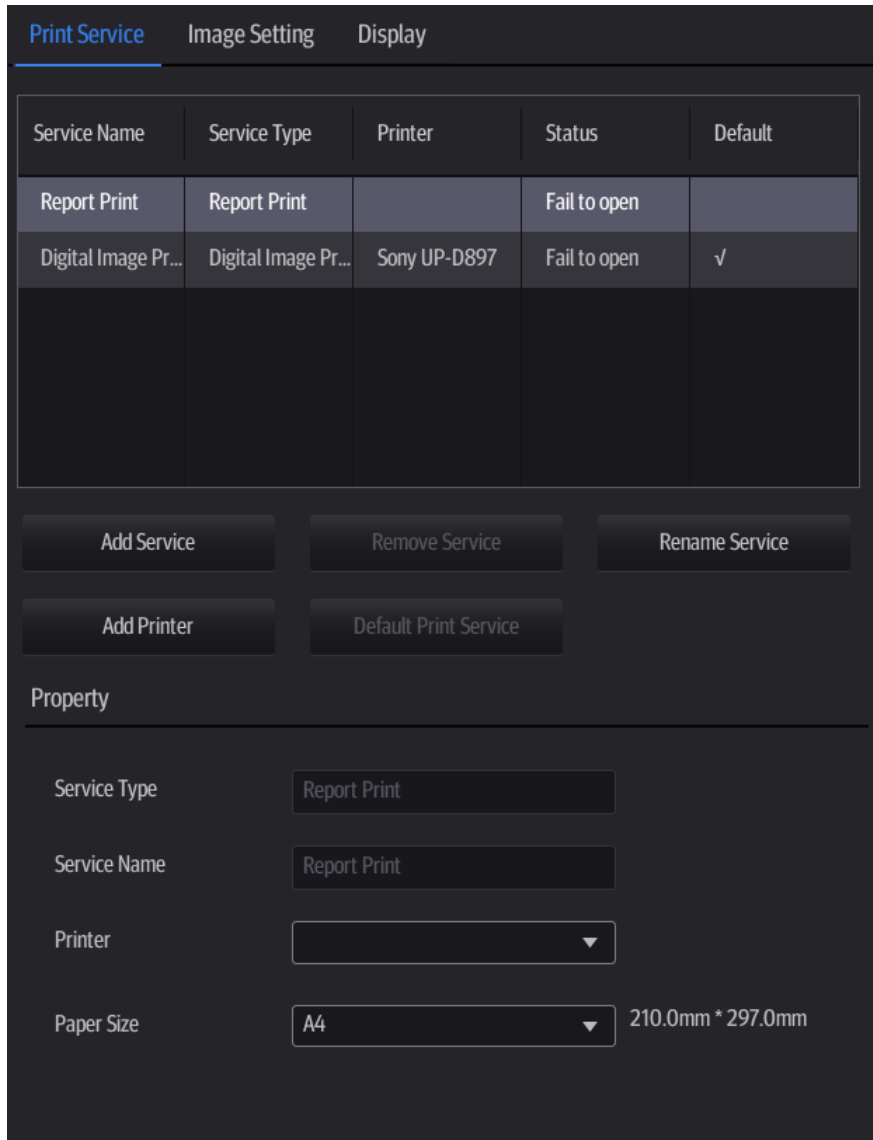 Print Service Image Setting Display
Service Name Service Type Printer Status Default
Report Print Report Print Fail to open
Digital Image Pr... Digital Image Pr... Sony UP-D897 Fail to open √
Add Service Remove Service Rename Service
Add Printer Default Print Service
Property
Service Type Report Print
Service Name Report Print
Printer
Paper Size A4 210.0mm * 297.0mm